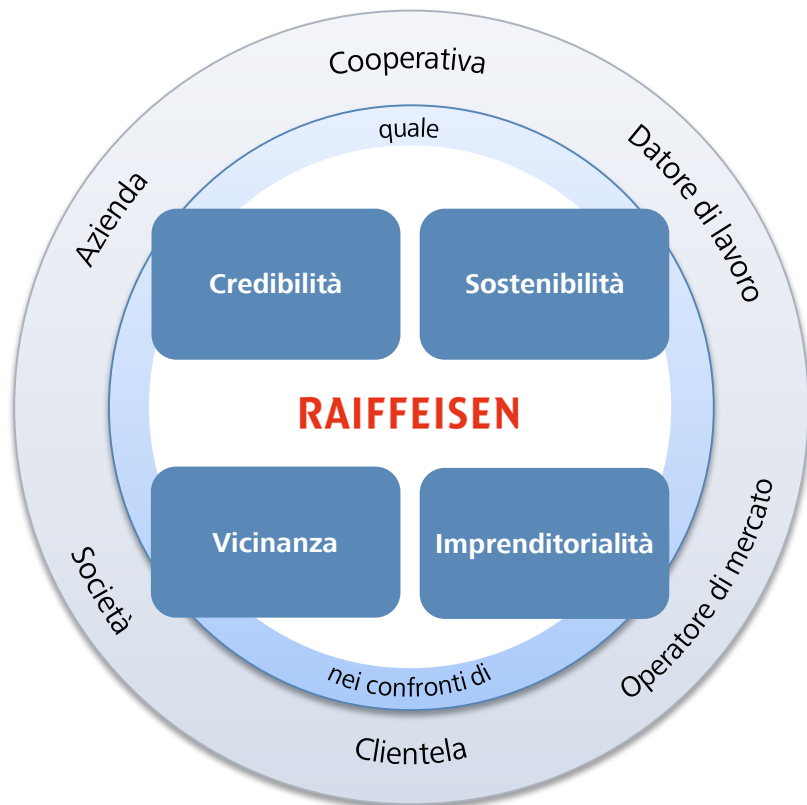 Cooperativa
quale
Azienda
Datore di lavoro
Credibilità
Sostenibilità
RAIFFEISEN
Vicinanza
Imprenditorialità
Società
Operatore di mercato
nei confronti di
Clientela